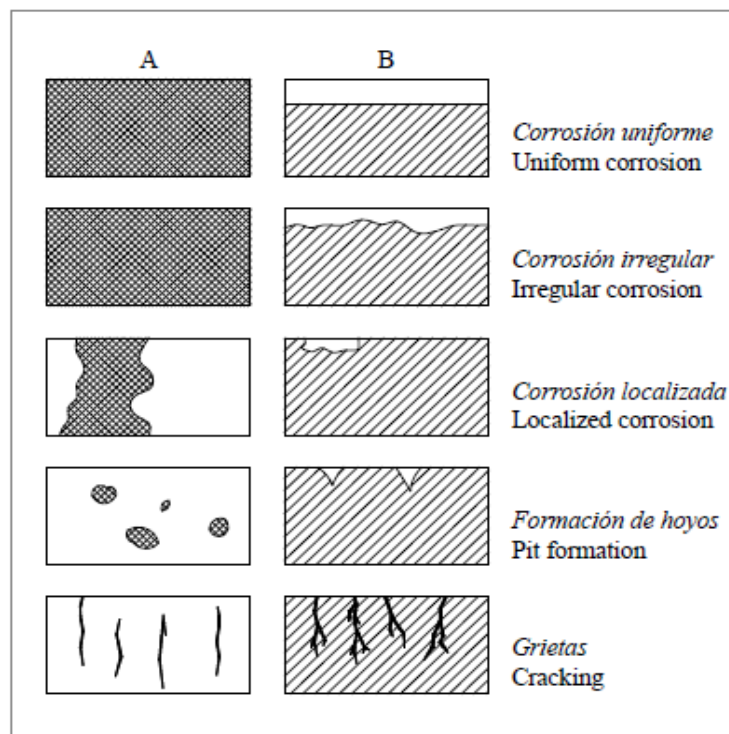 A
B
Corrosión uniforme
Uniform corrosion
Corrosión irregular
Irregular corrosion
Corrosión localizada
Localized corrosion
Formación de hoyos
Pit formation
Grietas
Cracking